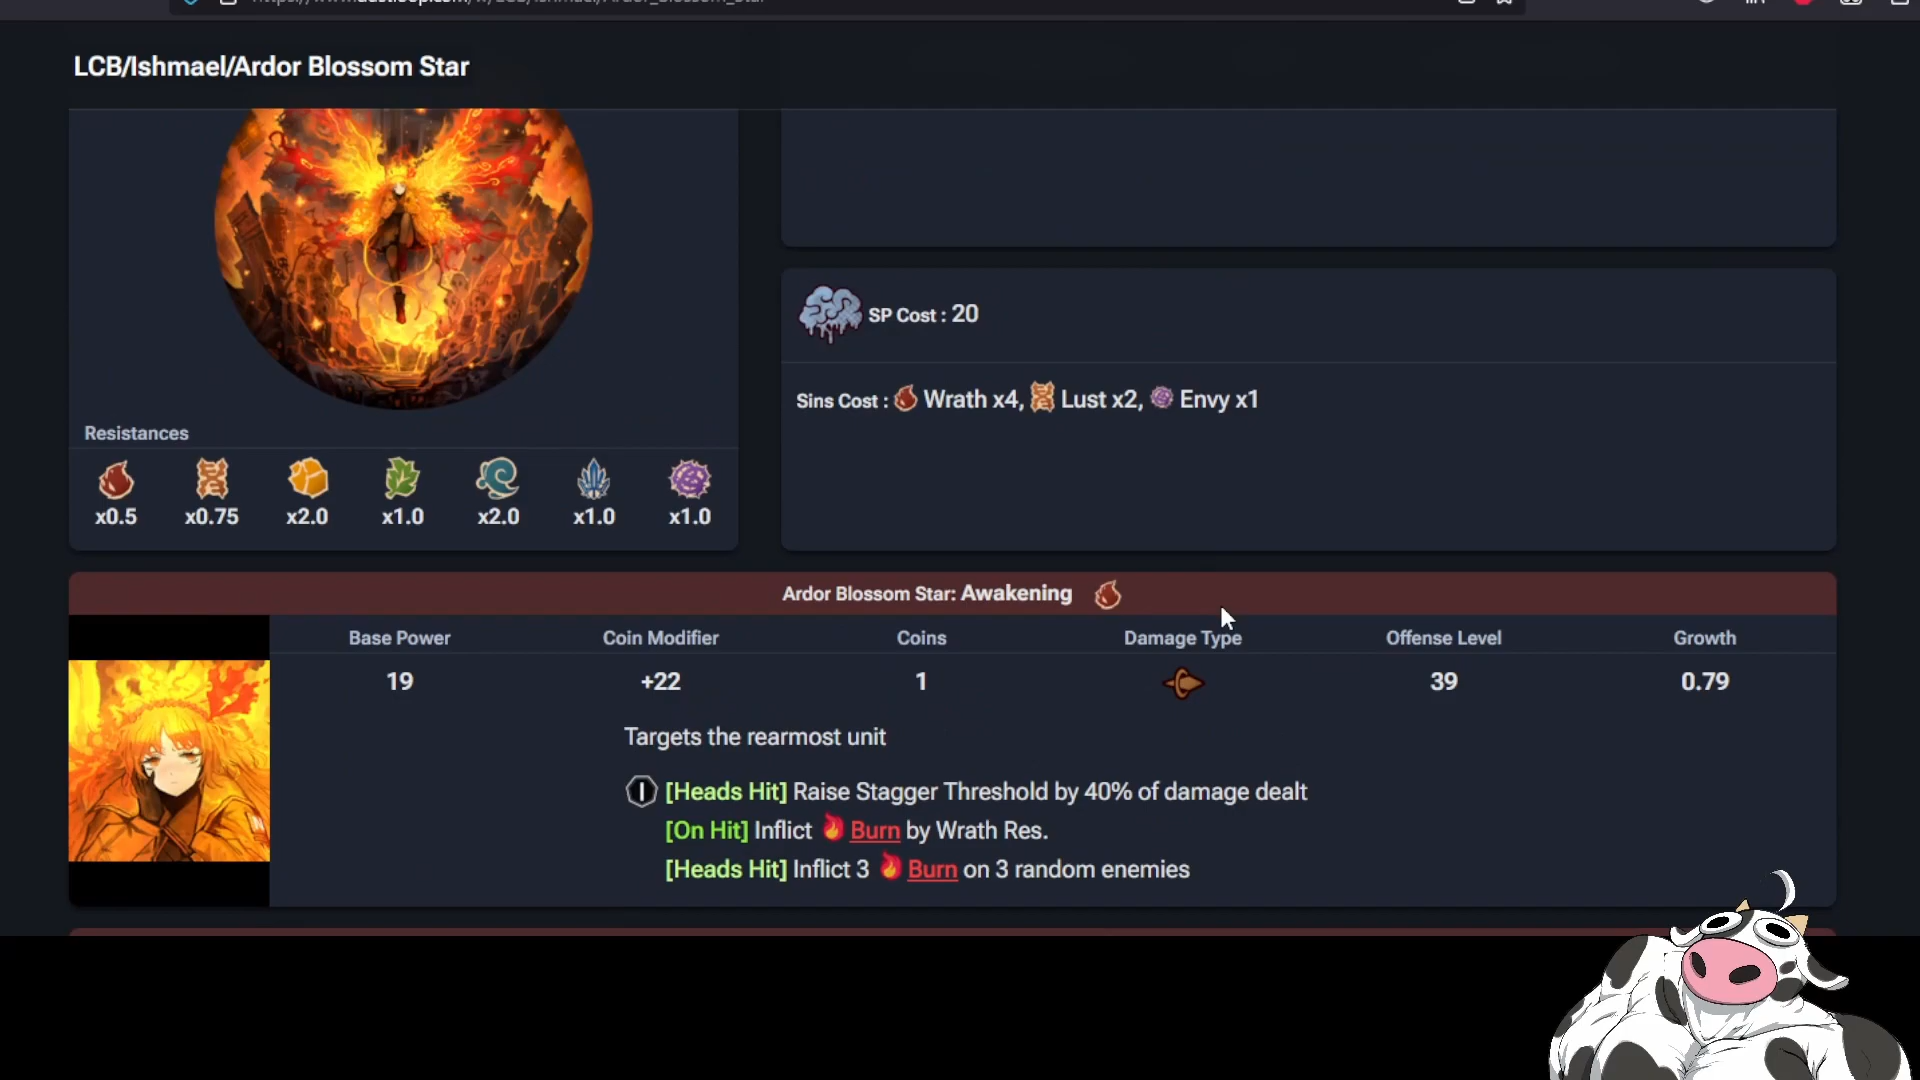 LCB/Ishmael/Ardor Blossom Star
SP Cost : 20
Sins Cost : Wrath x4, Lust x2, Envy x1
Resistances
x0.5 x0.75 x2.0 x1.0 x2.0 x1.0 x1.0
Ardor Blossom Star: Awakening
Base Power Coin Modifier Coins Damage Type Offense Level Growth
19 +22 1 39 0.79
Targets the rearmost unit
I [Heads Hit] Raise Stagger Threshold by 40% of damage dealt
[On Hit] Inflict Burn by Wrath Res.
[Heads Hit] Inflict 3 Burn on 3 random enemies